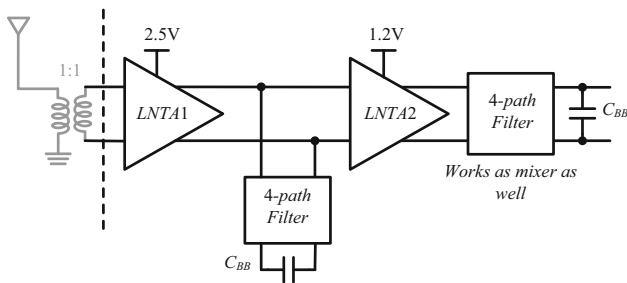 2.5V
1.2V
1:1
LNTA1
LNTA2
4-path
Filter
C_BB
Works as mixer as
well
4-path
Filter
C_BB